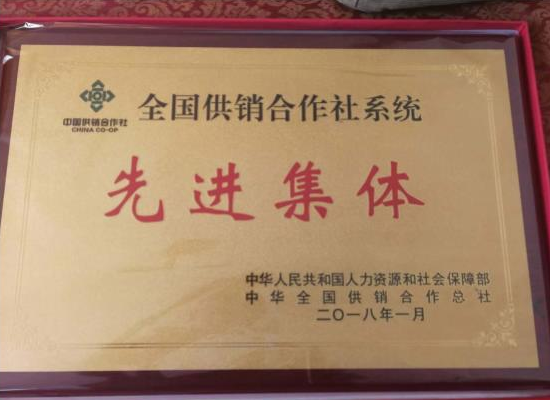 中国供销合作社
CHINA CO-OP
全国供销合作社系统
先进集体
中华人民共和国人力资源和社会保障部
中华全国供销合作总社
二〇一八年一月